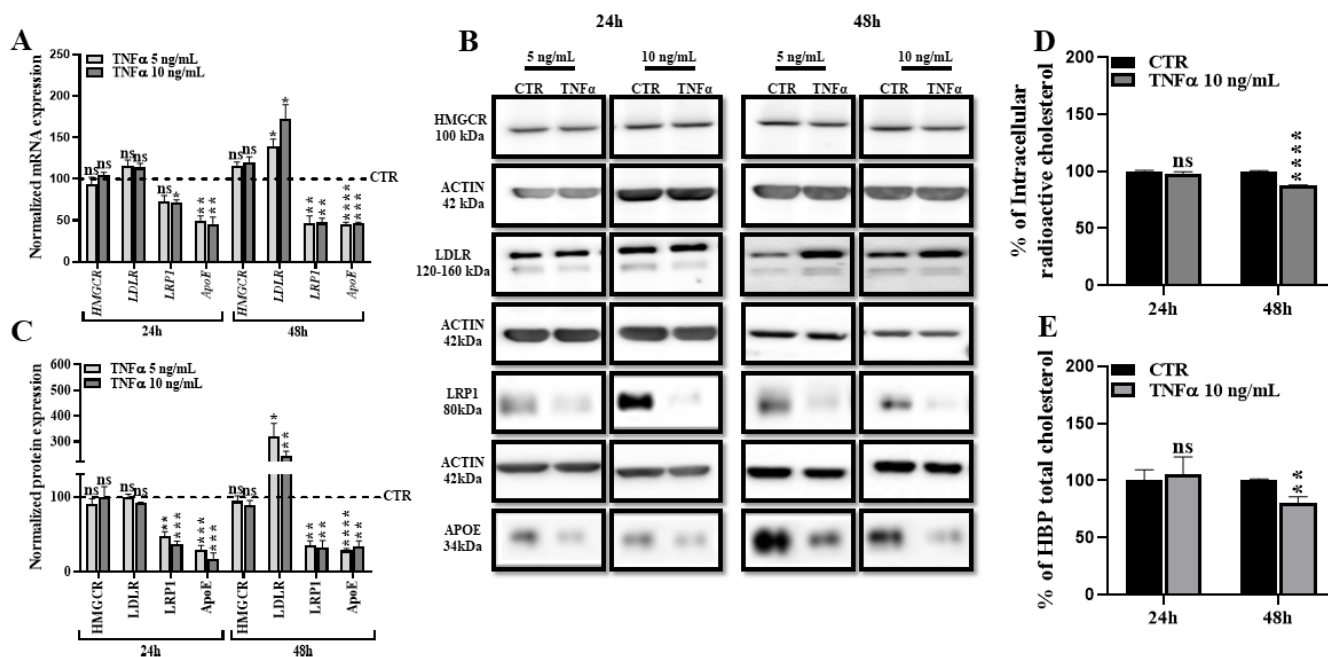 A
Normalized mRNA expression
250
200
150
100
50
0
TNFα 5 ng/mL
TNFα 10 ng/mL
ns
ns
ns
ns
ns
*
**
**
ns
ns
*
*
**
**
****
***
CTR
HMGCR
LDLR
LRP1
ApoE
HMGCR
LDLR
LRP1
ApoE
24h
48h
C
Normalized protein expression
600
500
400
300
100
50
0
TNFα 5 ng/mL
TNFα 10 ng/mL
ns
ns
ns
ns
**
***
***
***
ns
ns
*
**
**
***
****
**
CTR
HMGCR
LDLR
LRP1
ApoE
HMGCR
LDLR
LRP1
ApoE
24h
48h
B
24h
48h
5 ng/mL
10 ng/mL
5 ng/mL
10 ng/mL
CTR TNFα
CTR TNFα
CTR TNFα
CTR TNFα
HMGCR
100 kDa
ACTIN
42 kDa
LDLR
120-160 kDa
ACTIN
42kDa
LRP1
80kDa
ACTIN
42kDa
APOE
34kDa
D
% of Intracellular
radioactive cholesterol
200
150
100
50
0
CTR
TNFα 10 ng/mL
ns
****
24h
48h
E
% of HBP total cholesterol
200
150
100
50
0
CTR
TNFα 10 ng/mL
ns
**
24h
48h